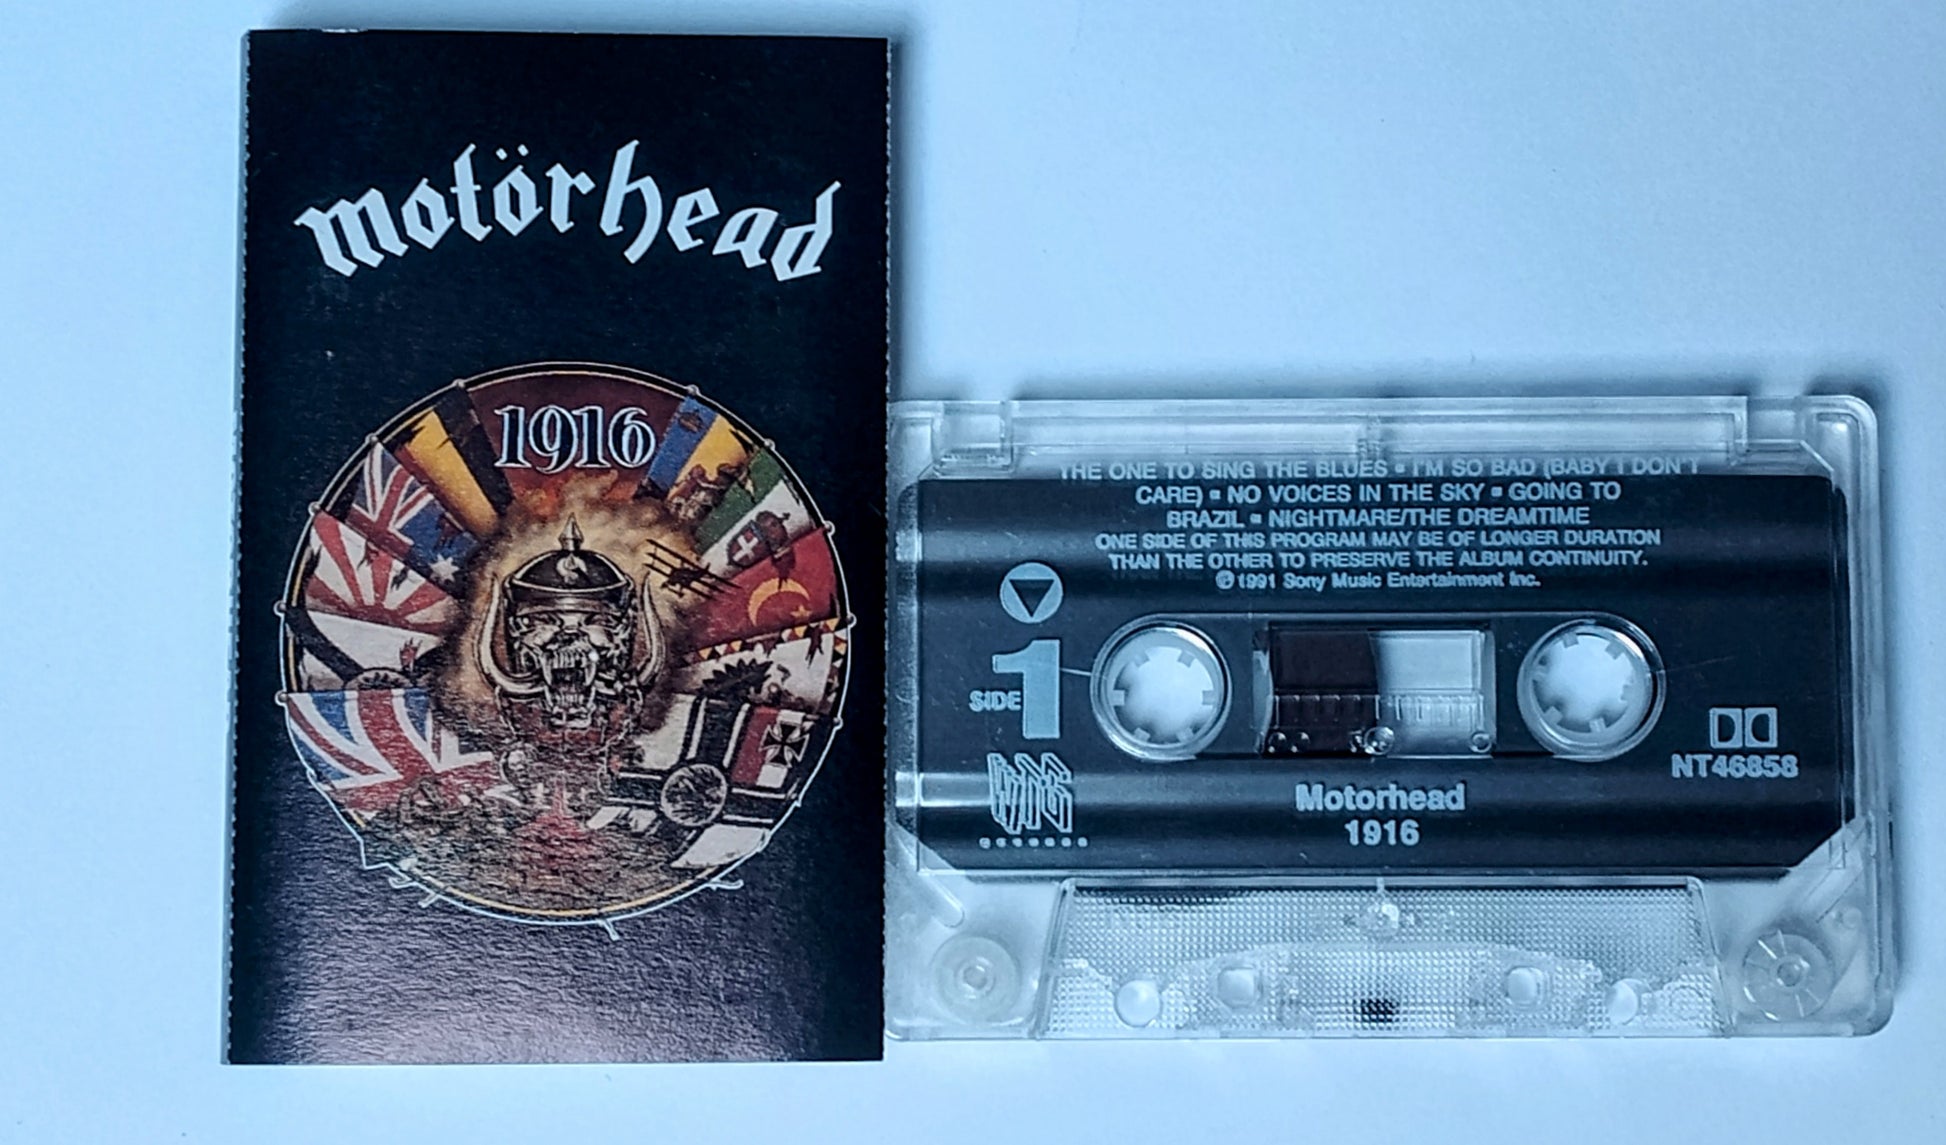 motörhead
1916
THE ONE TO SING THE BLUES ▪ I'M SO BAD (BABY I DON'T
CARE) ▪ NO VOICES IN THE SKY ▪ GOING TO
BRAZIL ▪ NIGHTMARE/THE DREAMTIME
ONE SIDE OF THIS PROGRAM MAY BE OF LONGER DURATION
THAN THE OTHER TO PRESERVE THE ALBUM CONTINUITY.
℗©1991 Sony Music Entertainment Inc.
SIDE 1
WTG
RECORDS
NT46858
Motorhead
1916